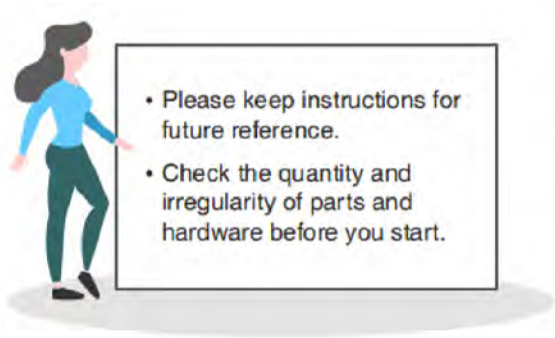 • Please keep instructions for
future reference.
• Check the quantity and
irregularity of parts and
hardware before you start.